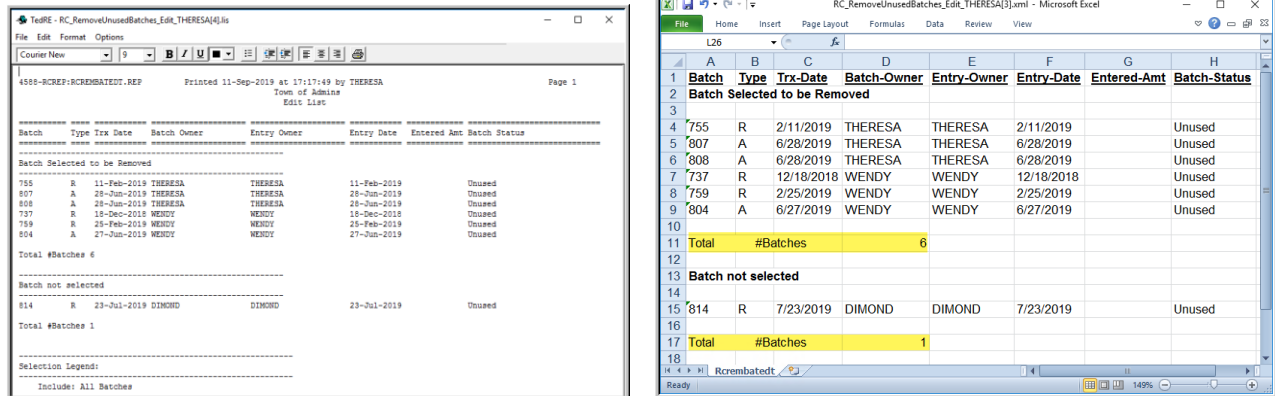 TedRE - RC_RemoveUnusedBatches_Edit_THERESA[4].lis
File Edit Format Options
Courier New 9 B I U
4588-RCREP:RCREMBATEDT.REP Printed 11-Sep-2019 at 17:17:49 by THERESA Page 1
Town of Admins
Edit List
Batch Type Trx Date Batch Owner Entry Owner Entry Date Entered Amt Batch Status
Batch Selected to be Removed
755 R 11-Feb-2019 THERESA THERESA 11-Feb-2019 Unused
807 A 28-Jun-2019 THERESA THERESA 28-Jun-2019 Unused
808 A 28-Jun-2019 THERESA THERESA 28-Jun-2019 Unused
737 R 18-Dec-2018 WENDY WENDY 18-Dec-2018 Unused
759 R 25-Feb-2019 WENDY WENDY 25-Feb-2019 Unused
804 A 27-Jun-2019 WENDY WENDY 27-Jun-2019 Unused
Total #Batches 6
Batch not selected
814 R 23-Jul-2019 DIMOND DIMOND 23-Jul-2019 Unused
Total #Batches 1
Selection Legend:
Include: All Batches
RC_RemoveUnusedBatches_Edit_THERESA[3].xml - Microsoft Excel
File Home Insert Page Layout Formulas Data Review View
L26 fx
A B C D E F G H
1 Batch Type Trx-Date Batch-Owner Entry-Owner Entry-Date Entered-Amt Batch-Status
2 Batch Selected to be Removed
3
4 755 R 2/11/2019 THERESA THERESA 2/11/2019 Unused
5 807 A 6/28/2019 THERESA THERESA 6/28/2019 Unused
6 808 A 6/28/2019 THERESA THERESA 6/28/2019 Unused
7 737 R 12/18/2018 WENDY WENDY 12/18/2018 Unused
8 759 R 2/25/2019 WENDY WENDY 2/25/2019 Unused
9 804 A 6/27/2019 WENDY WENDY 6/27/2019 Unused
10
11 Total #Batches 6
12
13 Batch not selected
14
15 814 R 7/23/2019 DIMOND DIMOND 7/23/2019 Unused
16
17 Total #Batches 1
18
Rcrembatedt
Ready 149%